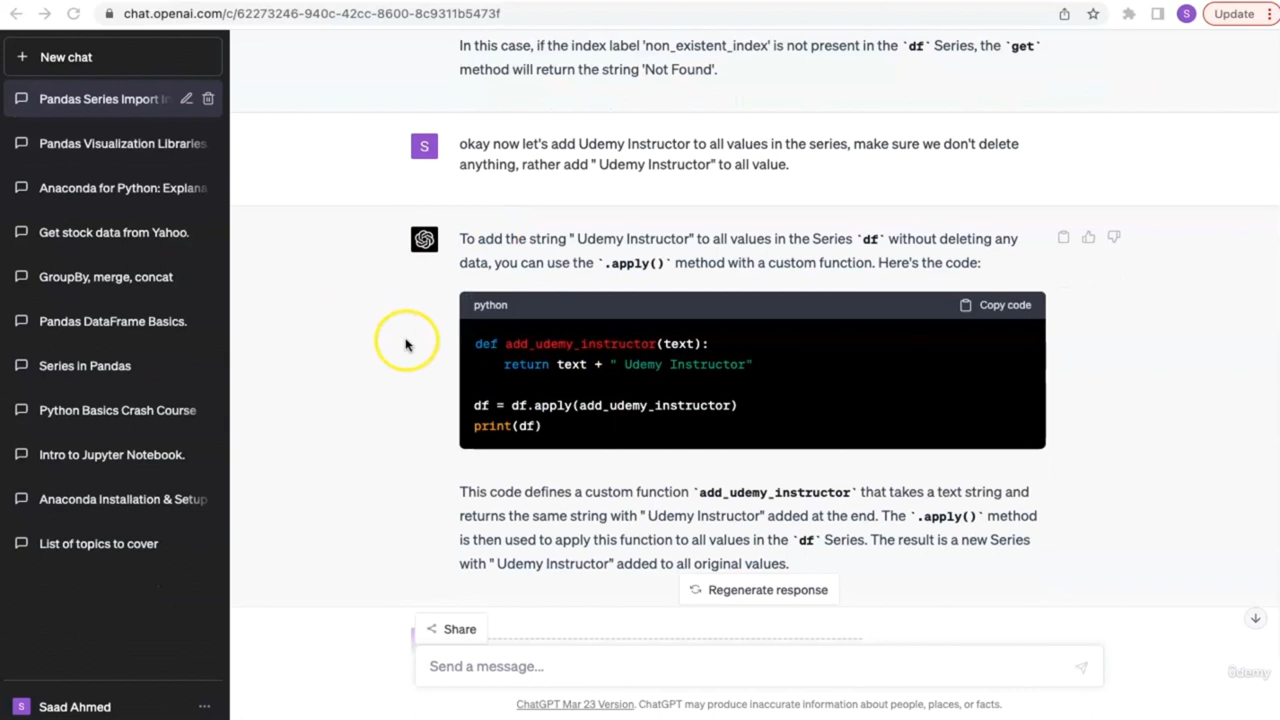 chat.openai.com/c/62273246-940c-42cc-8600-8c9311b5473f
S
Update
New chat
Pandas Series Import I
Pandas Visualization Libraries
Anaconda for Python: Explana
Get stock data from Yahoo.
GroupBy, merge, concat
Pandas DataFrame Basics.
Series in Pandas
Python Basics Crash Course
Intro to Jupyter Notebook.
Anaconda Installation & Setup
List of topics to cover
S
Saad Ahmed
In this case, if the index label 'non_existent_index' is not present in the `df` Series, the `get`
method will return the string 'Not Found'.
S
okay now let's add Udemy Instructor to all values in the series, make sure we don't delete
anything, rather add " Udemy Instructor" to all value.
To add the string " Udemy Instructor" to all values in the Series `df` without deleting any
data, you can use the `.apply()` method with a custom function. Here's the code:
python
Copy code
def add_udemy_instructor(text):
return text + " Udemy Instructor"
df = df.apply(add_udemy_instructor)
print(df)
This code defines a custom function `add_udemy_instructor` that takes a text string and
returns the same string with " Udemy Instructor" added at the end. The `.apply()` method
is then used to apply this function to all values in the `df` Series. The result is a new Series
with " Udemy Instructor" added to all original values.
Regenerate response
Share
Send a message...
ChatGPT Mar 23 Version. ChatGPT may produce inaccurate information about people, places, or facts.
ûdemy